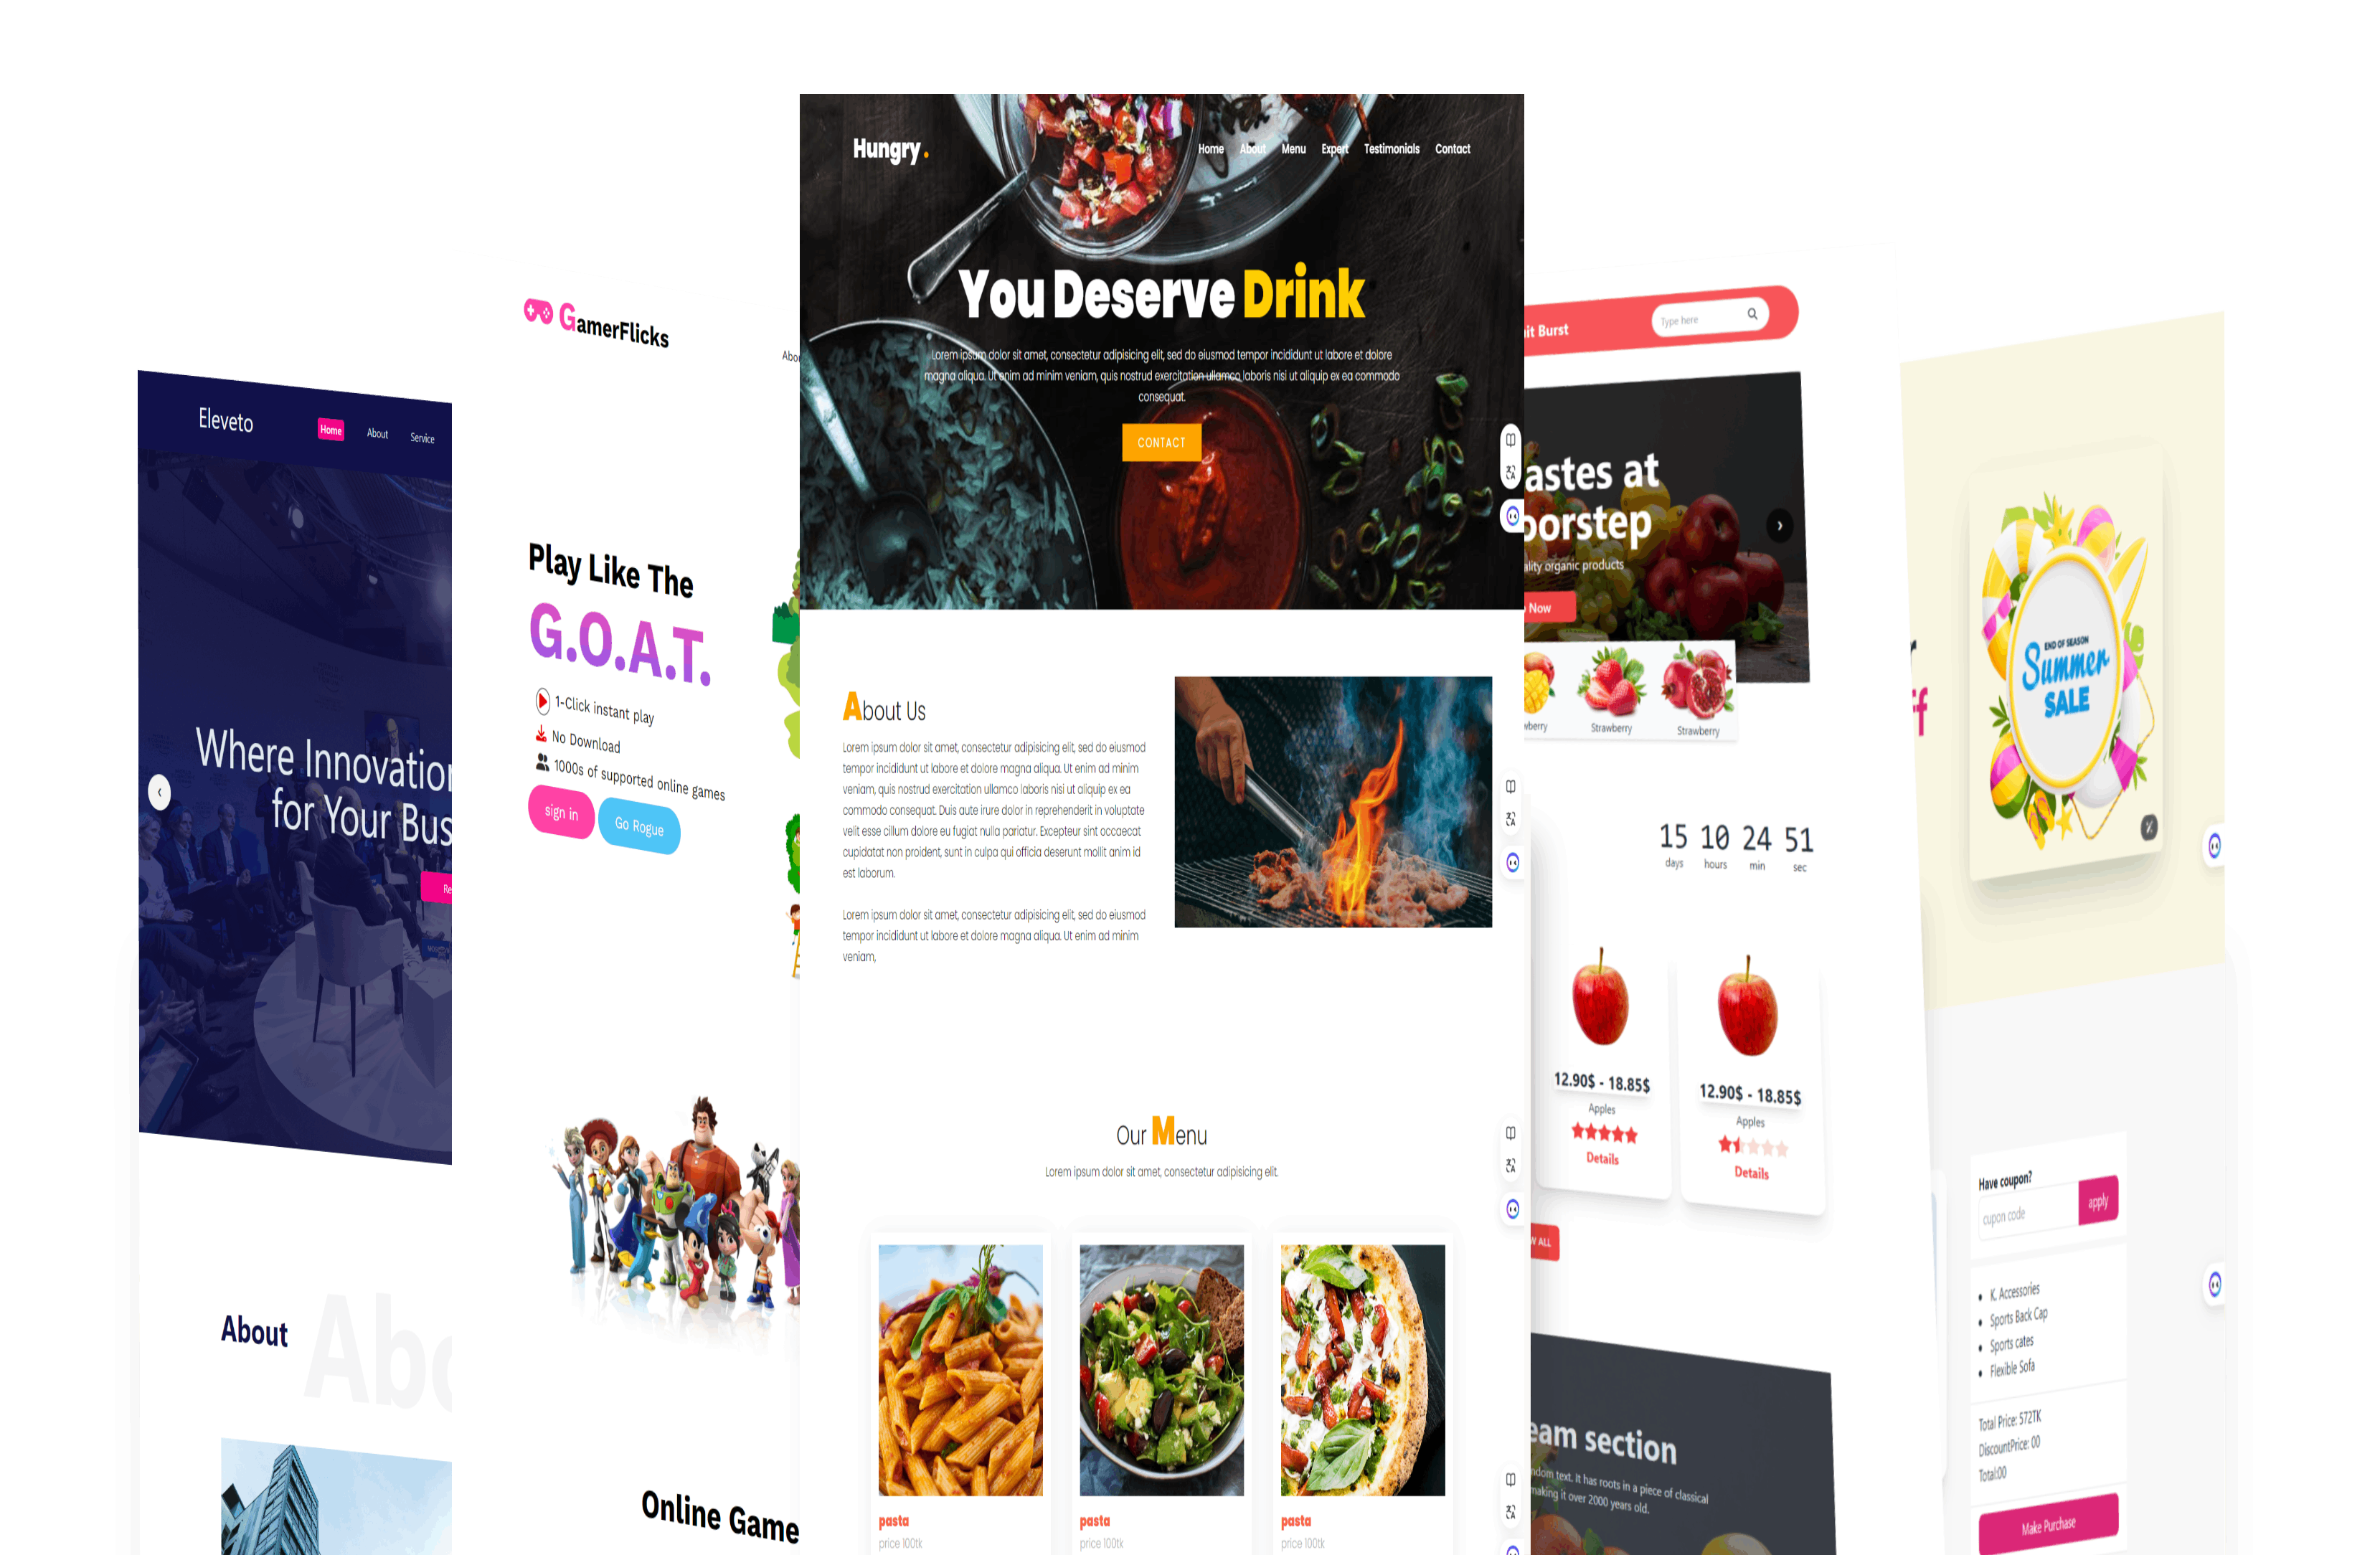 Eleveto
Home
About
Service
Where Innovation
for Your Bus
Re
About
Abo
GamerFlicks
Abou
Play Like The
G.O.A.T.
1-Click instant play
No Download
1000s of supported online games
sign in
Go Rogue
Online Game
Hungry.
Home
About
Menu
Expert
Testimonials
Contact
You Deserve Drink
Lorem ipsum dolor sit amet, consectetur adipisicing elit, sed do eiusmod tempor incididunt ut labore et dolore
magna aliqua. Ut enim ad minim veniam, quis nostrud exercitation ullamco laboris nisi ut aliquip ex ea commodo
consequat.
CONTACT
About Us
Lorem ipsum dolor sit amet, consectetur adipisicing elit, sed do eiusmod
tempor incididunt ut labore et dolore magna aliqua. Ut enim ad minim
veniam, quis nostrud exercitation ullamco laboris nisi ut aliquip ex ea
commodo consequat. Duis aute irure dolor in reprehenderit in voluptate
velit esse cillum dolore eu fugiat nulla pariatur. Excepteur sint occaecat
cupidatat non proident, sunt in culpa qui officia deserunt mollit anim id
est laborum.
Lorem ipsum dolor sit amet, consectetur adipisicing elit, sed do eiusmod
tempor incididunt ut labore et dolore magna aliqua. Ut enim ad minim
veniam,
Our Menu
Lorem ipsum dolor sit amet, consectetur adipisicing elit.
pasta
price 100tk
pasta
price 100tk
pasta
price 100tk
it Burst
Type here
astes at
oorstep
lity organic products
Now
wberry
Strawberry
Strawberry
15 10 24 51
days hours min sec
12.90$ - 18.85$
Apples
Details
12.90$ - 18.85$
Apples
Details
W ALL
eam section
ndom text. It has roots in a piece of classical
making it over 2000 years old.
r
ff
END OF SEASON
Summer
SALE
Have coupon?
cupon code
apply
K. Accessories
Sports Back Cap
Sports cates
Flexible Sofa
Total Price: 572TK
DiscountPrice: 00
Total:00
Make Purchase